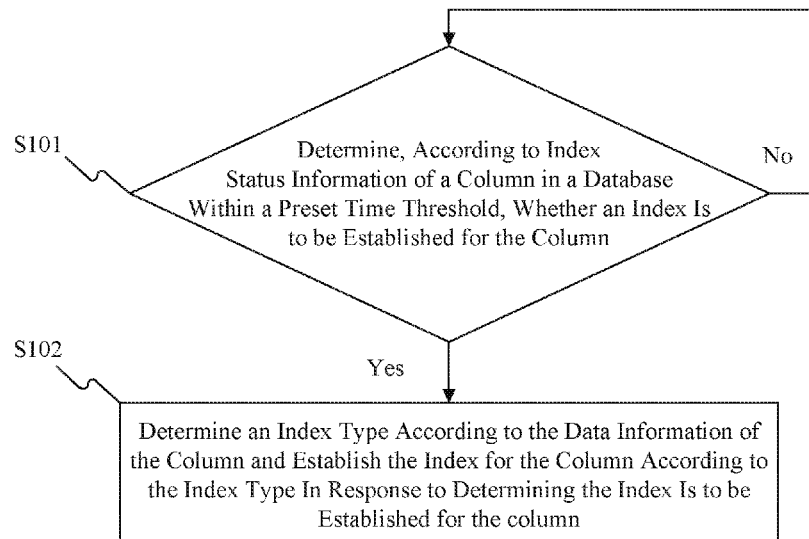 S101
Determine, According to Index
Status Information of a Column in a Database
Within a Preset Time Threshold, Whether an Index Is
to be Established for the Column
No
Yes
S102
Determine an Index Type According to the Data Information of
the Column and Establish the Index for the Column According to
the Index Type In Response to Determining the Index Is to be
Established for the column